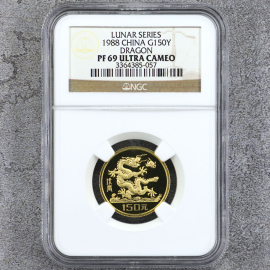 LUNAR SERIES
1988 CHINA G150Y
DRAGON
PF 69 ULTRA CAMEO
3364385-057
NGC
150元